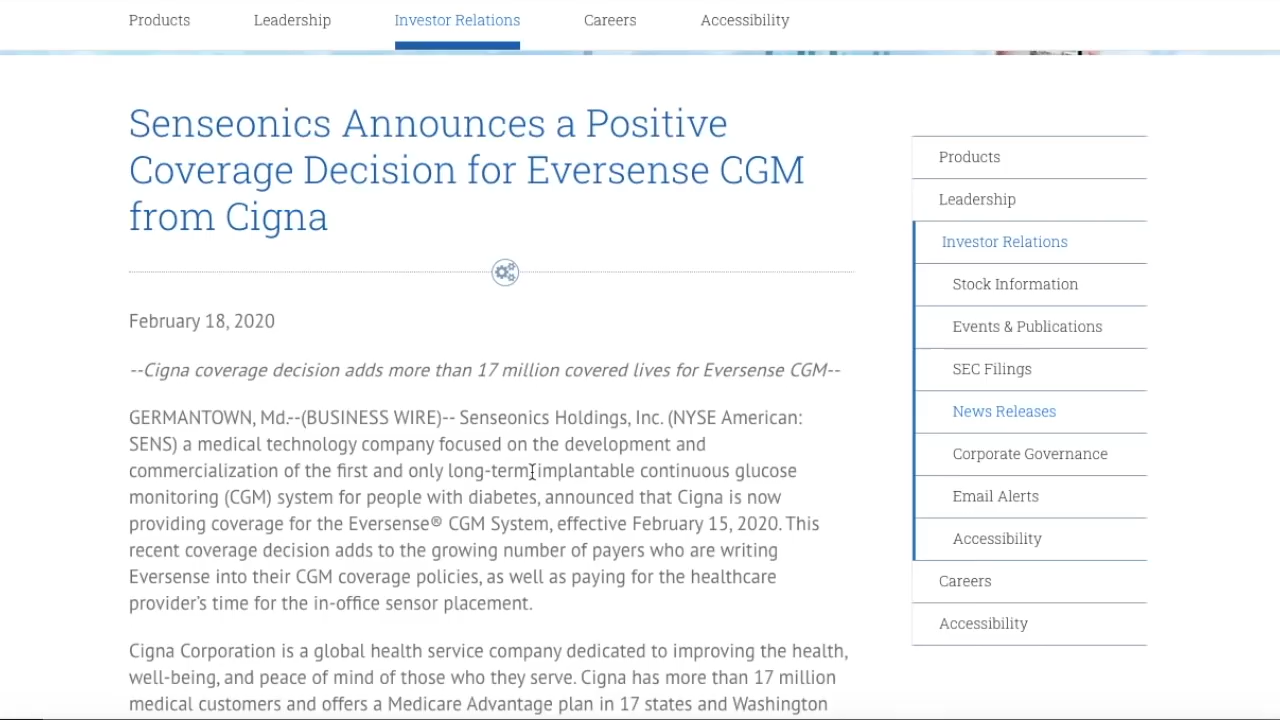 Products Leadership Investor Relations Careers Accessibility
Senseonics Announces a Positive
Coverage Decision for Eversense CGM
from Cigna
February 18, 2020
--Cigna coverage decision adds more than 17 million covered lives for Eversense CGM--
GERMANTOWN, Md.--(BUSINESS WIRE)-- Senseonics Holdings, Inc. (NYSE American:
SENS) a medical technology company focused on the development and
commercialization of the first and only long-term implantable continuous glucose
monitoring (CGM) system for people with diabetes, announced that Cigna is now
providing coverage for the Eversense® CGM System, effective February 15, 2020. This
recent coverage decision adds to the growing number of payers who are writing
Eversense into their CGM coverage policies, as well as paying for the healthcare
provider's time for the in-office sensor placement.
Cigna Corporation is a global health service company dedicated to improving the health,
well-being, and peace of mind of those who they serve. Cigna has more than 17 million
medical customers and offers a Medicare Advantage plan in 17 states and Washington
Products
Leadership
Investor Relations
Stock Information
Events & Publications
SEC Filings
News Releases
Corporate Governance
Email Alerts
Accessibility
Careers
Accessibility